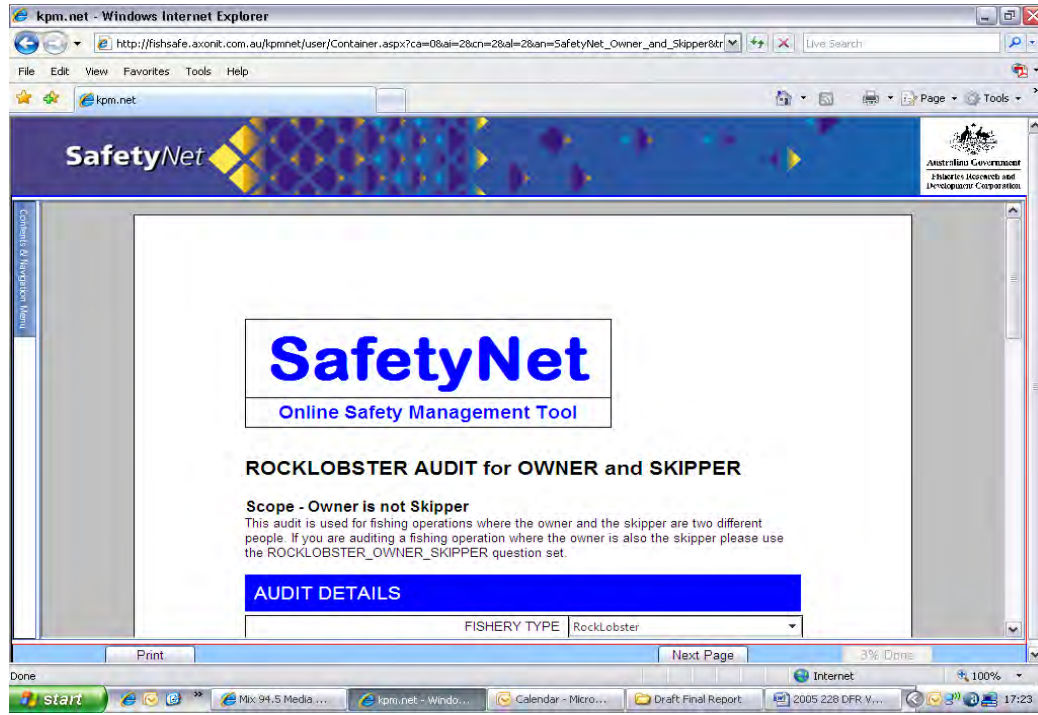 kpm.net - Windows Internet Explorer
http://fishsafe.axonit.com.au/kpmnet/user/Container.aspx?ca=0&ai=2&cn=2&al=2&an=SafetyNet_Owner_and_Skipper&tr
Live Search
File Edit View Favorites Tools Help
kpm.net
Page Tools
SafetyNet
Australian Government
Fisheries Research and
Development Corporation
Contents & Navigation Menu
SafetyNet
Online Safety Management Tool
ROCKLOBSTER AUDIT for OWNER and SKIPPER
Scope - Owner is not Skipper
This audit is used for fishing operations where the owner and the skipper are two different
people. If you are auditing a fishing operation where the owner is also the skipper please use
the ROCKLOBSTER_OWNER_SKIPPER question set.
AUDIT DETAILS
FISHERY TYPE RockLobster
Print Next Page 3% Done
Done Internet 100%
start Mix 94.5 Media ... kpm.net - Windo... Calendar - Micro... Draft Final Report 2005 228 DFR V... 17:23